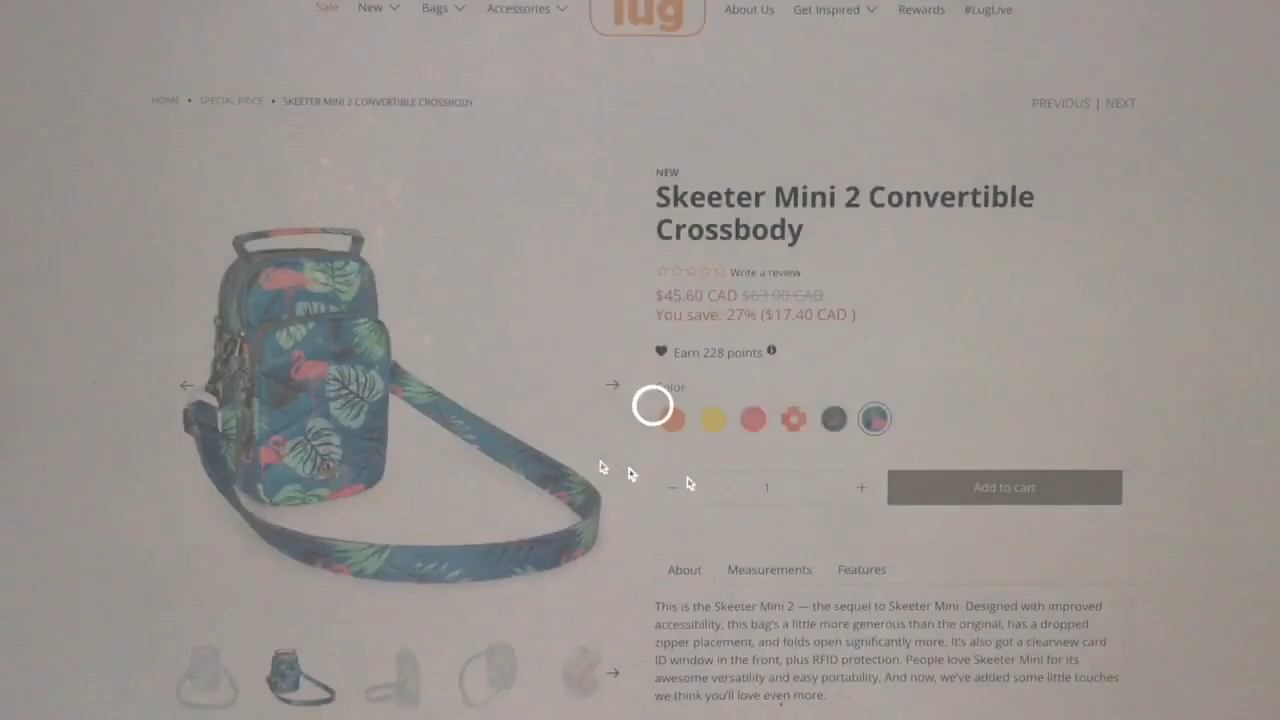 Sale New Bags Accessories lug About Us Get Inspired Rewards #LugLive
HOME • SPECIAL PRICE • SKEETER MINI 2 CONVERTIBLE CROSSBODY
PREVIOUS | NEXT
NEW
Skeeter Mini 2 Convertible
Crossbody
Write a review
$45.60 CAD $63.00 CAD
You save: 27% ($17.40 CAD )
Earn 228 points
Color
− 1 + Add to cart
About Measurements Features
This is the Skeeter Mini 2 — the sequel to Skeeter Mini. Designed with improved
accessibility, this bag's a little more generous than the original, has a dropped
zipper placement, and folds open significantly more. It's also got a clearview card
ID window in the front, plus RFID protection. People love Skeeter Mini for its
awesome versatility and easy portability. And now, we've added some little touches
we think you'll love even more.